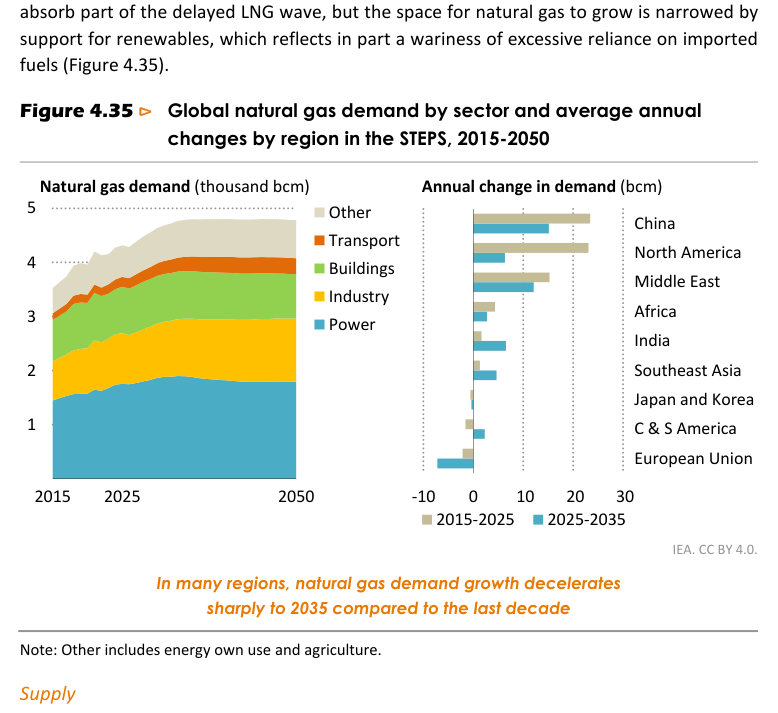 absorb part of the delayed LNG wave, but the space for natural gas to grow is narrowed by
support for renewables, which reflects in part a wariness of excessive reliance on imported
fuels (Figure 4.35).
Figure 4.35 ▷ Global natural gas demand by sector and average annual
changes by region in the STEPS, 2015-2050
Natural gas demand (thousand bcm)
5
4
3
2
1
2015 2025 2050
Other
Transport
Buildings
Industry
Power
Annual change in demand (bcm)
China
North America
Middle East
Africa
India
Southeast Asia
Japan and Korea
C & S America
European Union
-10 0 10 20 30
2015-2025 2025-2035
IEA. CC BY 4.0.
In many regions, natural gas demand growth decelerates
sharply to 2035 compared to the last decade
Note: Other includes energy own use and agriculture.
Supply